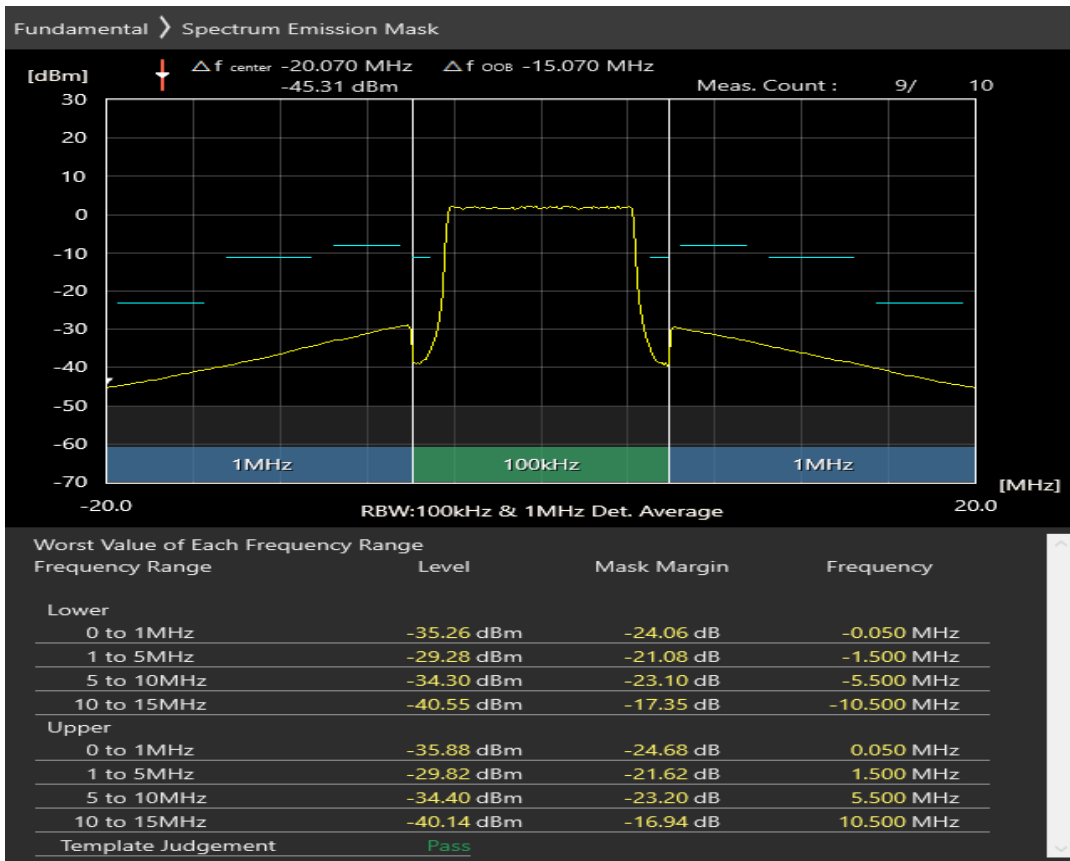 Fundamental ❯ Spectrum Emission Mask
[dBm] △f center -20.070 MHz △f OOB -15.070 MHz
-45.31 dBm Meas. Count : 9/ 10
30
20
10
0
-10
-20
-30
-40
-50
-60
1MHz 100kHz 1MHz
-70 [MHz]
-20.0 RBW:100kHz & 1MHz Det. Average 20.0
Worst Value of Each Frequency Range
Frequency Range Level Mask Margin Frequency
Lower
0 to 1MHz -35.26 dBm -24.06 dB -0.050 MHz
1 to 5MHz -29.28 dBm -21.08 dB -1.500 MHz
5 to 10MHz -34.30 dBm -23.10 dB -5.500 MHz
10 to 15MHz -40.55 dBm -17.35 dB -10.500 MHz
Upper
0 to 1MHz -35.88 dBm -24.68 dB 0.050 MHz
1 to 5MHz -29.82 dBm -21.62 dB 1.500 MHz
5 to 10MHz -34.40 dBm -23.20 dB 5.500 MHz
10 to 15MHz -40.14 dBm -16.94 dB 10.500 MHz
Template Judgement Pass